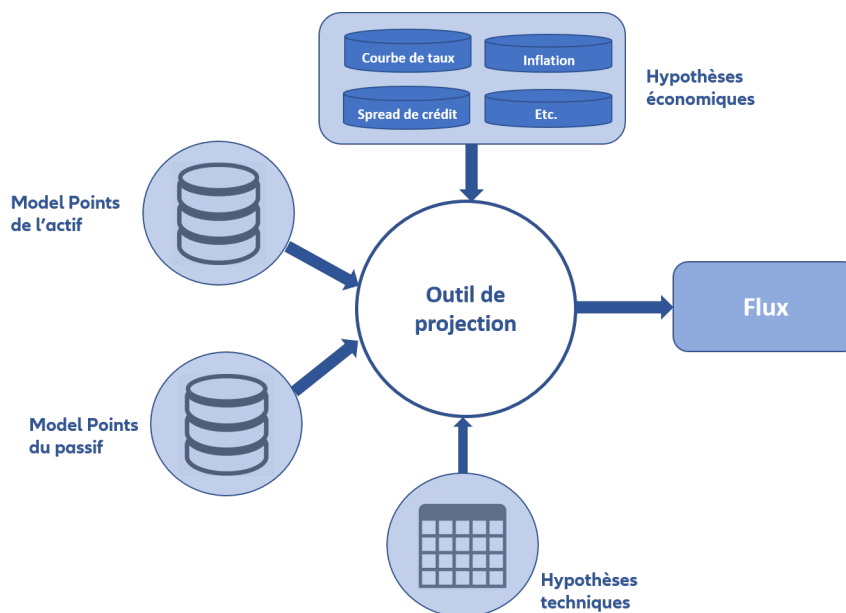 Courbe de taux
Inflation
Spread de crédit
Etc.
Hypothèses
économiques
Model Points
de l'actif
Outil de
projection
Flux
Model Points
du passif
Hypothèses
techniques